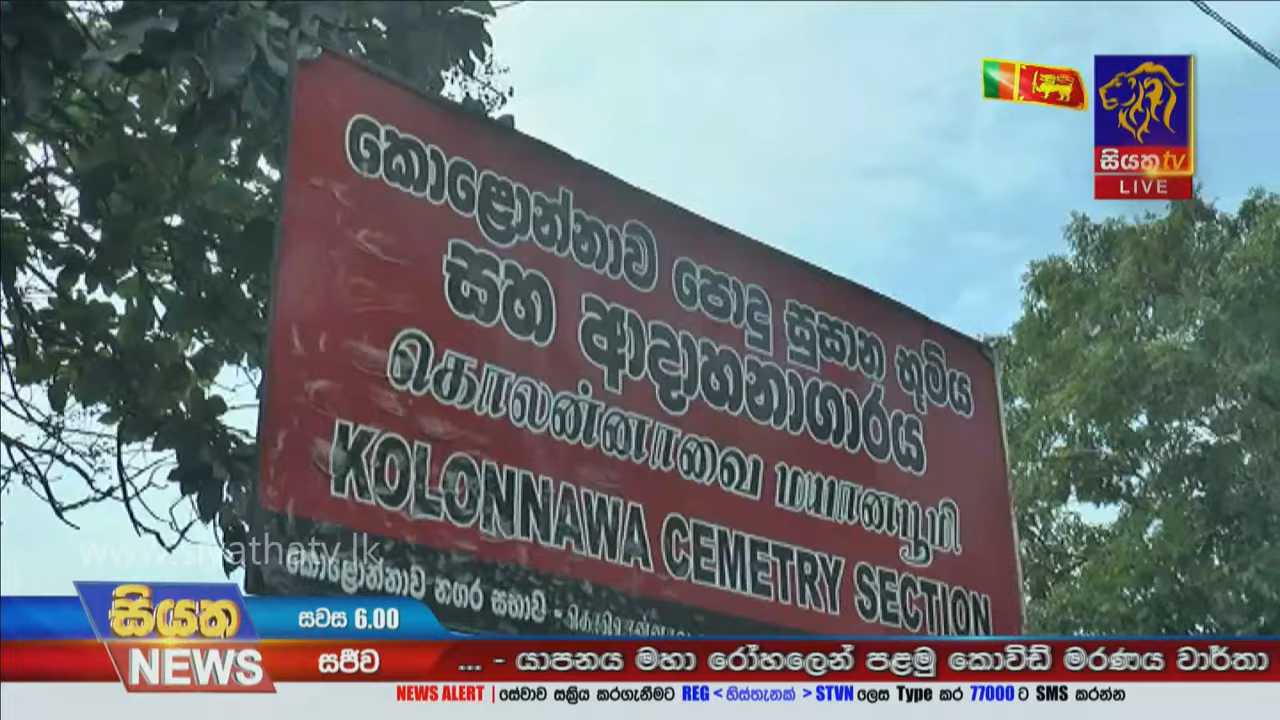 කොළොන්නාව පොදු සුසාන භූමිය
සහ ආදාහනාගාරය
கொலன்னாவை மயானபூமி
KOLONNAWA CEMETRY SECTION
කොළෝන්නාව නගර සභාව -
සියත tv
LIVE
www.siyathatv.lk
සියත
NEWS
සවස 6.00
සජීව
... - යාපනය මහා රෝහලෙන් පළමු කොවිඩ් මරණය වාර්තා
NEWS ALERT | සේවාව සක්‍රිය කරගැනීමට REG < හිස්තැනක් > STVN ලෙස Type කර 77000 ට SMS කරන්න